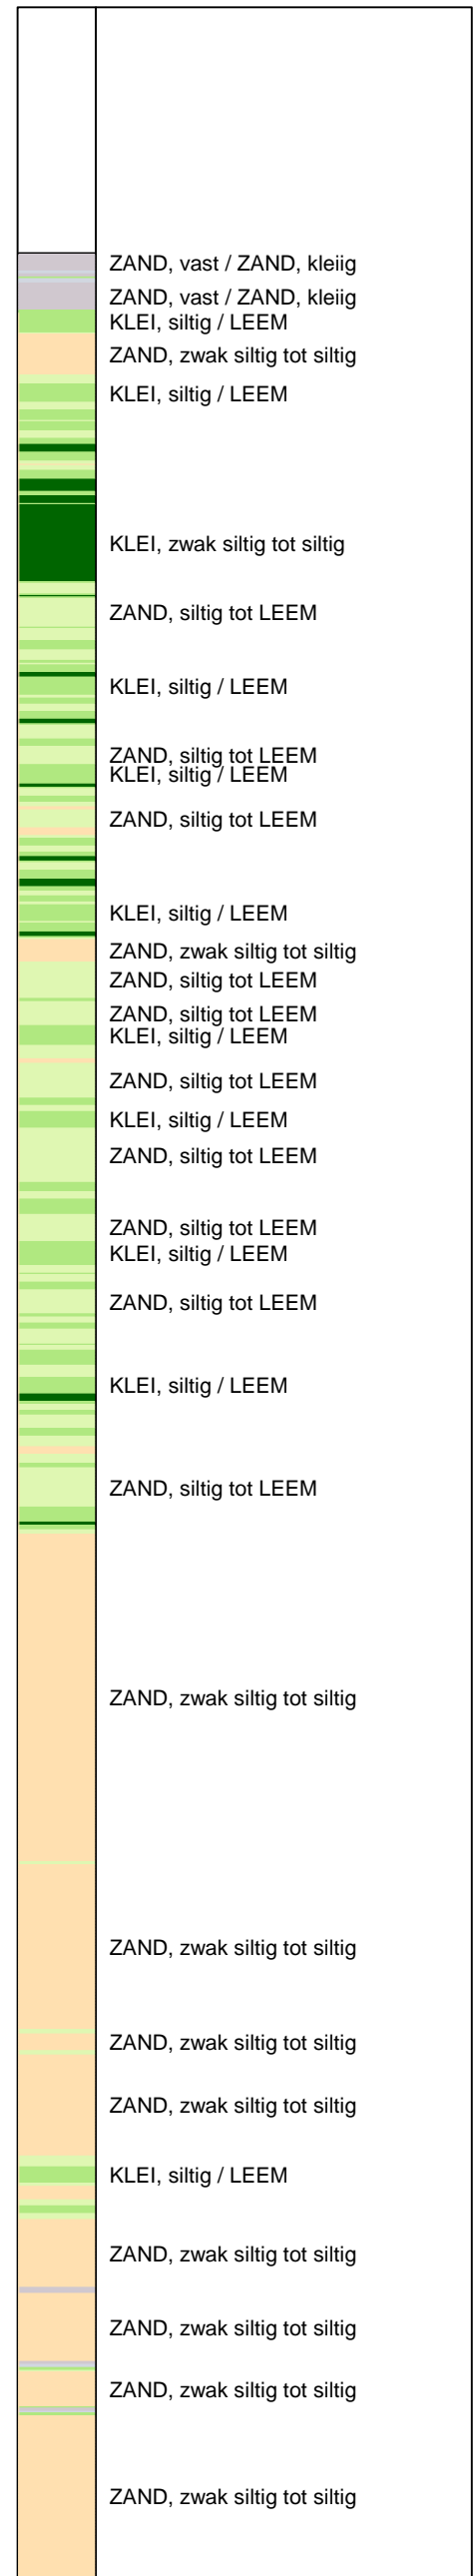 ZAND, vast / ZAND, kleiig
ZAND, vast / ZAND, kleiig
KLEI, siltig / LEEM
ZAND, zwak siltig tot siltig
KLEI, siltig / LEEM
KLEI, zwak siltig tot siltig
ZAND, siltig tot LEEM
KLEI, siltig / LEEM
ZAND, siltig tot LEEM
KLEI, siltig / LEEM
ZAND, siltig tot LEEM
KLEI, siltig / LEEM
ZAND, zwak siltig tot siltig
ZAND, siltig tot LEEM
ZAND, siltig tot LEEM
KLEI, siltig / LEEM
ZAND, siltig tot LEEM
KLEI, siltig / LEEM
ZAND, siltig tot LEEM
ZAND, siltig tot LEEM
KLEI, siltig / LEEM
ZAND, siltig tot LEEM
KLEI, siltig / LEEM
ZAND, siltig tot LEEM
ZAND, zwak siltig tot siltig
ZAND, zwak siltig tot siltig
ZAND, zwak siltig tot siltig
ZAND, zwak siltig tot siltig
KLEI, siltig / LEEM
ZAND, zwak siltig tot siltig
ZAND, zwak siltig tot siltig
ZAND, zwak siltig tot siltig
ZAND, zwak siltig tot siltig